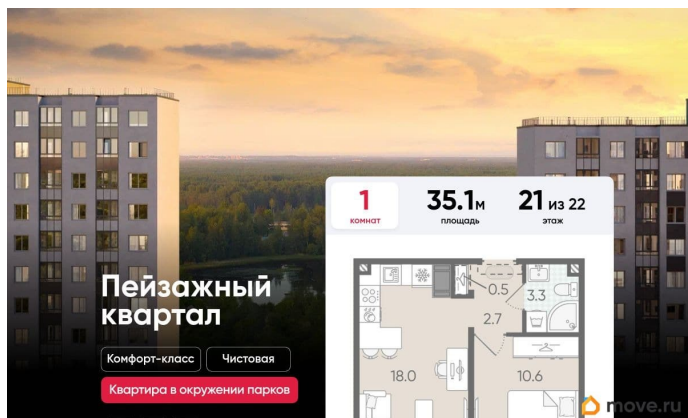 1
комнат
35.1м
площадь
21 из 22
этаж
Пейзажный
квартал
Комфорт-класс
Чистовая
Квартира в окружении парков
0.5
3.3
2.7
18.0
10.6
move.ru